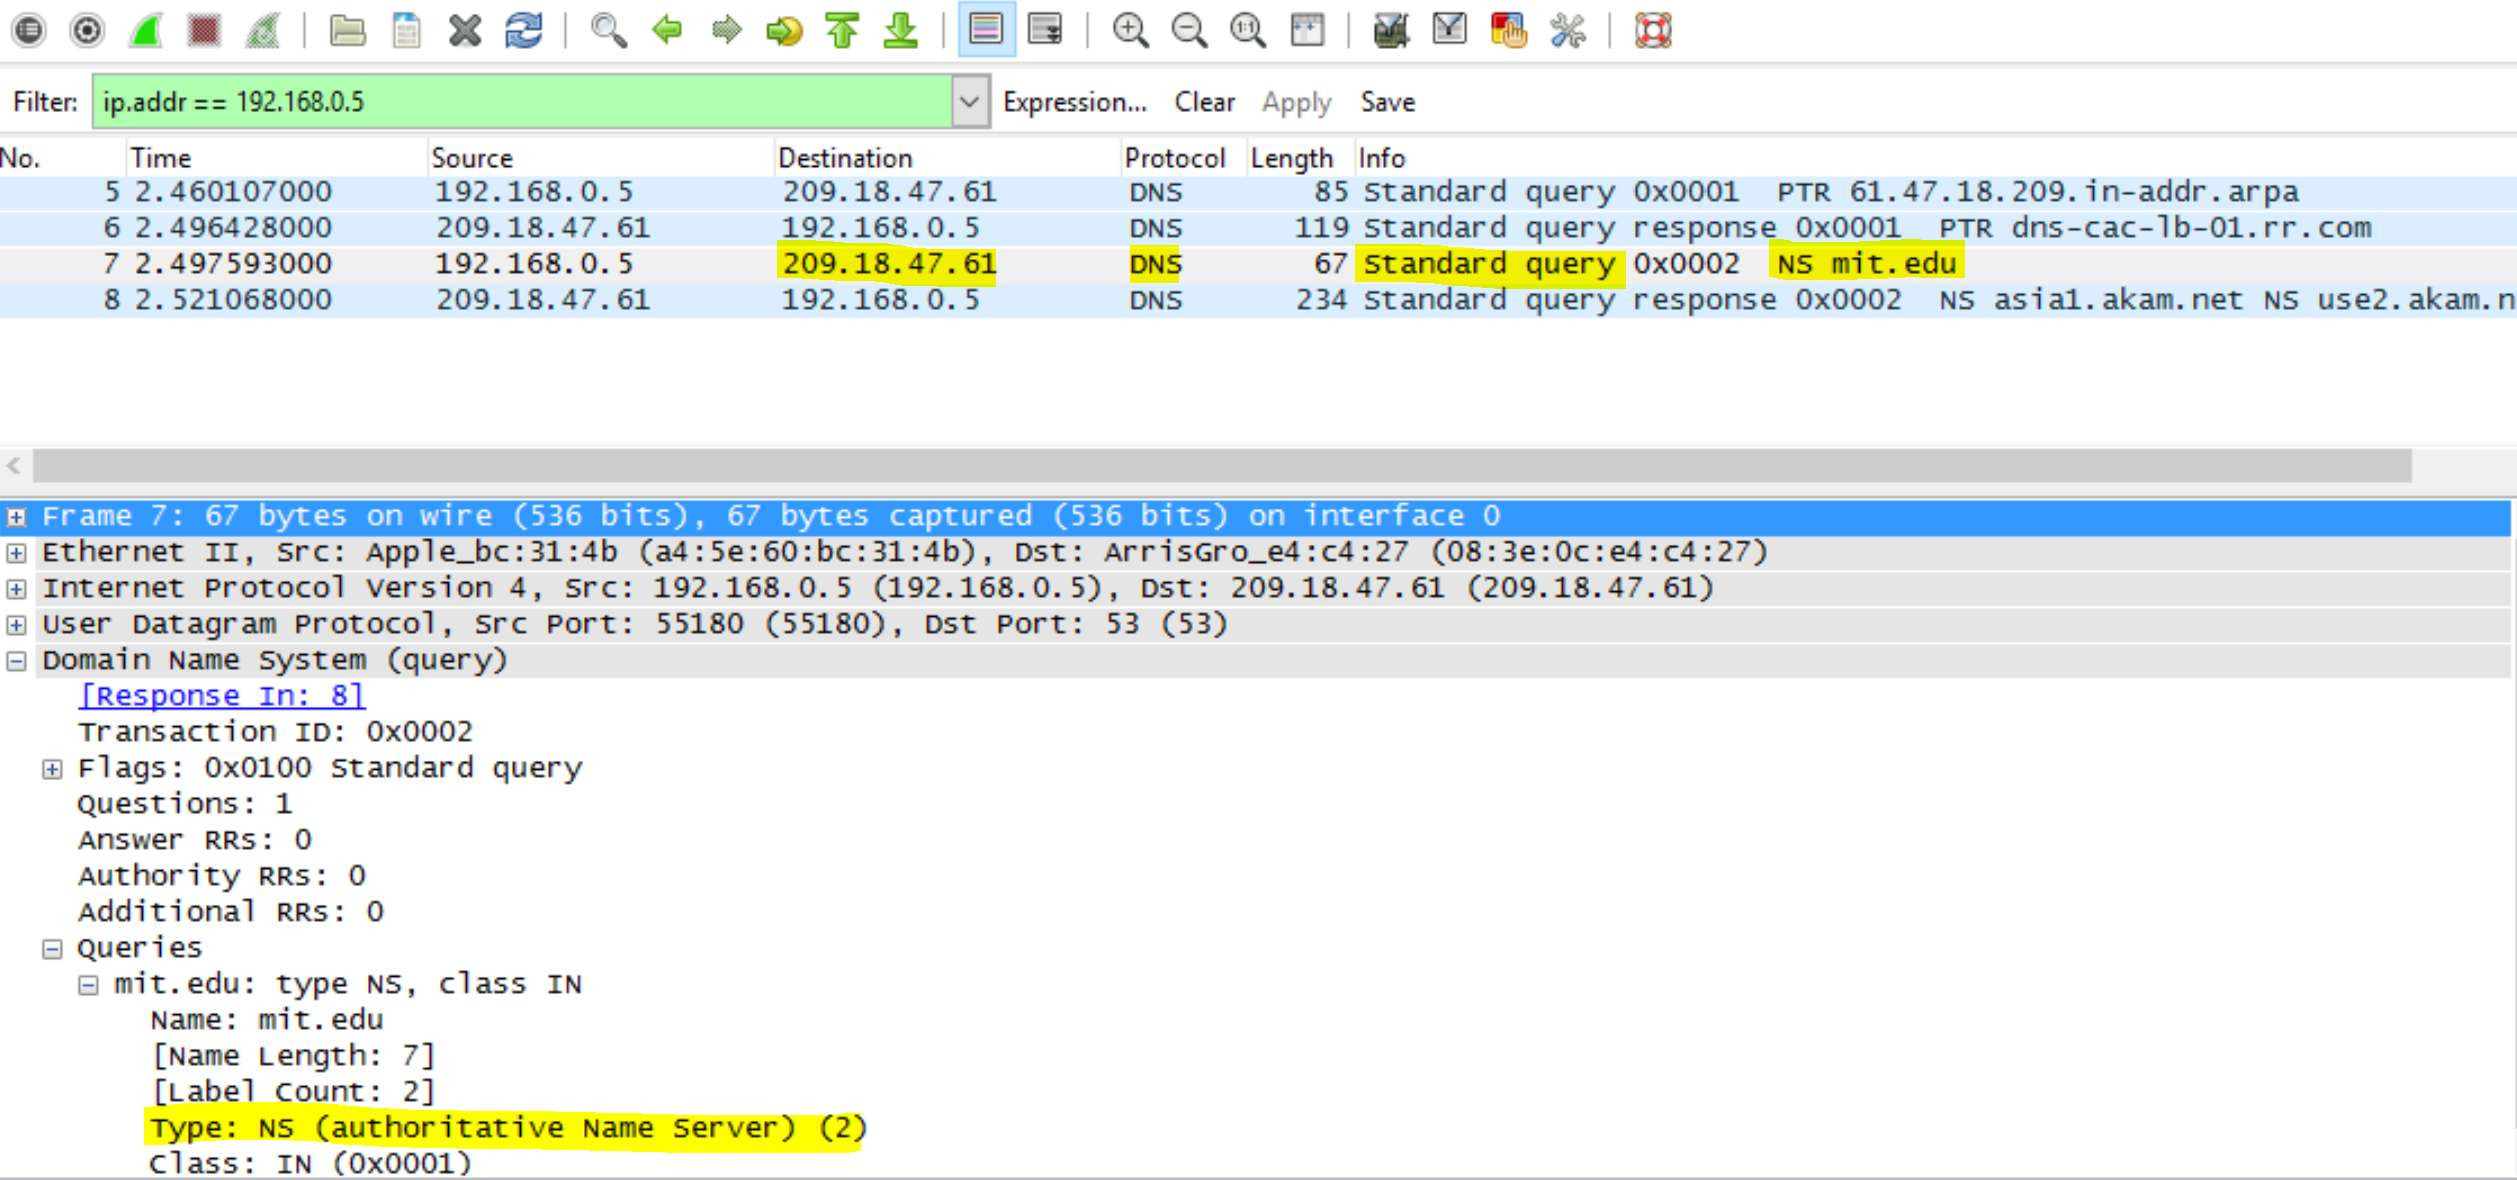 Filter: ip.addr == 192.168.0.5 Expression... Clear Apply Save
No. Time Source Destination Protocol Length Info
5 2.460107000 192.168.0.5 209.18.47.61 DNS 85 Standard query 0x0001 PTR 61.47.18.209.in-addr.arpa
6 2.496428000 209.18.47.61 192.168.0.5 DNS 119 Standard query response 0x0001 PTR dns-cac-lb-01.rr.com
7 2.497593000 192.168.0.5 209.18.47.61 DNS 67 Standard query 0x0002 NS mit.edu
8 2.521068000 209.18.47.61 192.168.0.5 DNS 234 Standard query response 0x0002 NS asia1.akam.net NS use2.akam.n
Frame 7: 67 bytes on wire (536 bits), 67 bytes captured (536 bits) on interface 0
Ethernet II, Src: Apple_bc:31:4b (a4:5e:60:bc:31:4b), Dst: ArrisGro_e4:c4:27 (08:3e:0c:e4:c4:27)
Internet Protocol Version 4, Src: 192.168.0.5 (192.168.0.5), Dst: 209.18.47.61 (209.18.47.61)
User Datagram Protocol, Src Port: 55180 (55180), Dst Port: 53 (53)
Domain Name System (query)
[Response In: 8]
Transaction ID: 0x0002
Flags: 0x0100 Standard query
Questions: 1
Answer RRs: 0
Authority RRs: 0
Additional RRs: 0
Queries
mit.edu: type NS, class IN
Name: mit.edu
[Name Length: 7]
[Label Count: 2]
Type: NS (authoritative Name Server) (2)
Class: IN (0x0001)